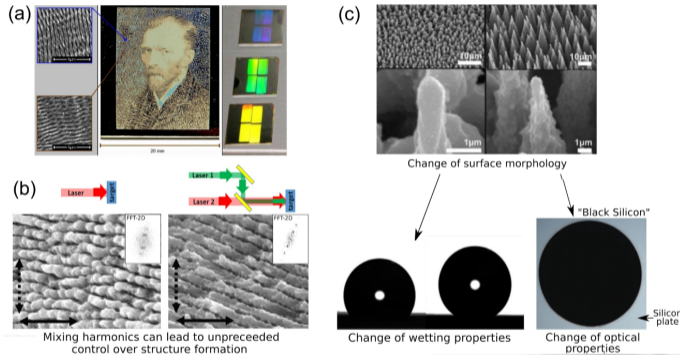 (a)
20 mm
(b)
Laser
target
Laser 1
Laser 2
target
FFT-2D
FFT-2D
Mixing harmonics can lead to unpreceeded
control over structure formation
(c)
10μm
10μm
1μm
1μm
Change of surface morphology
"Black Silicon"
Silicon
plate
Change of wetting properties
Change of optical
properties